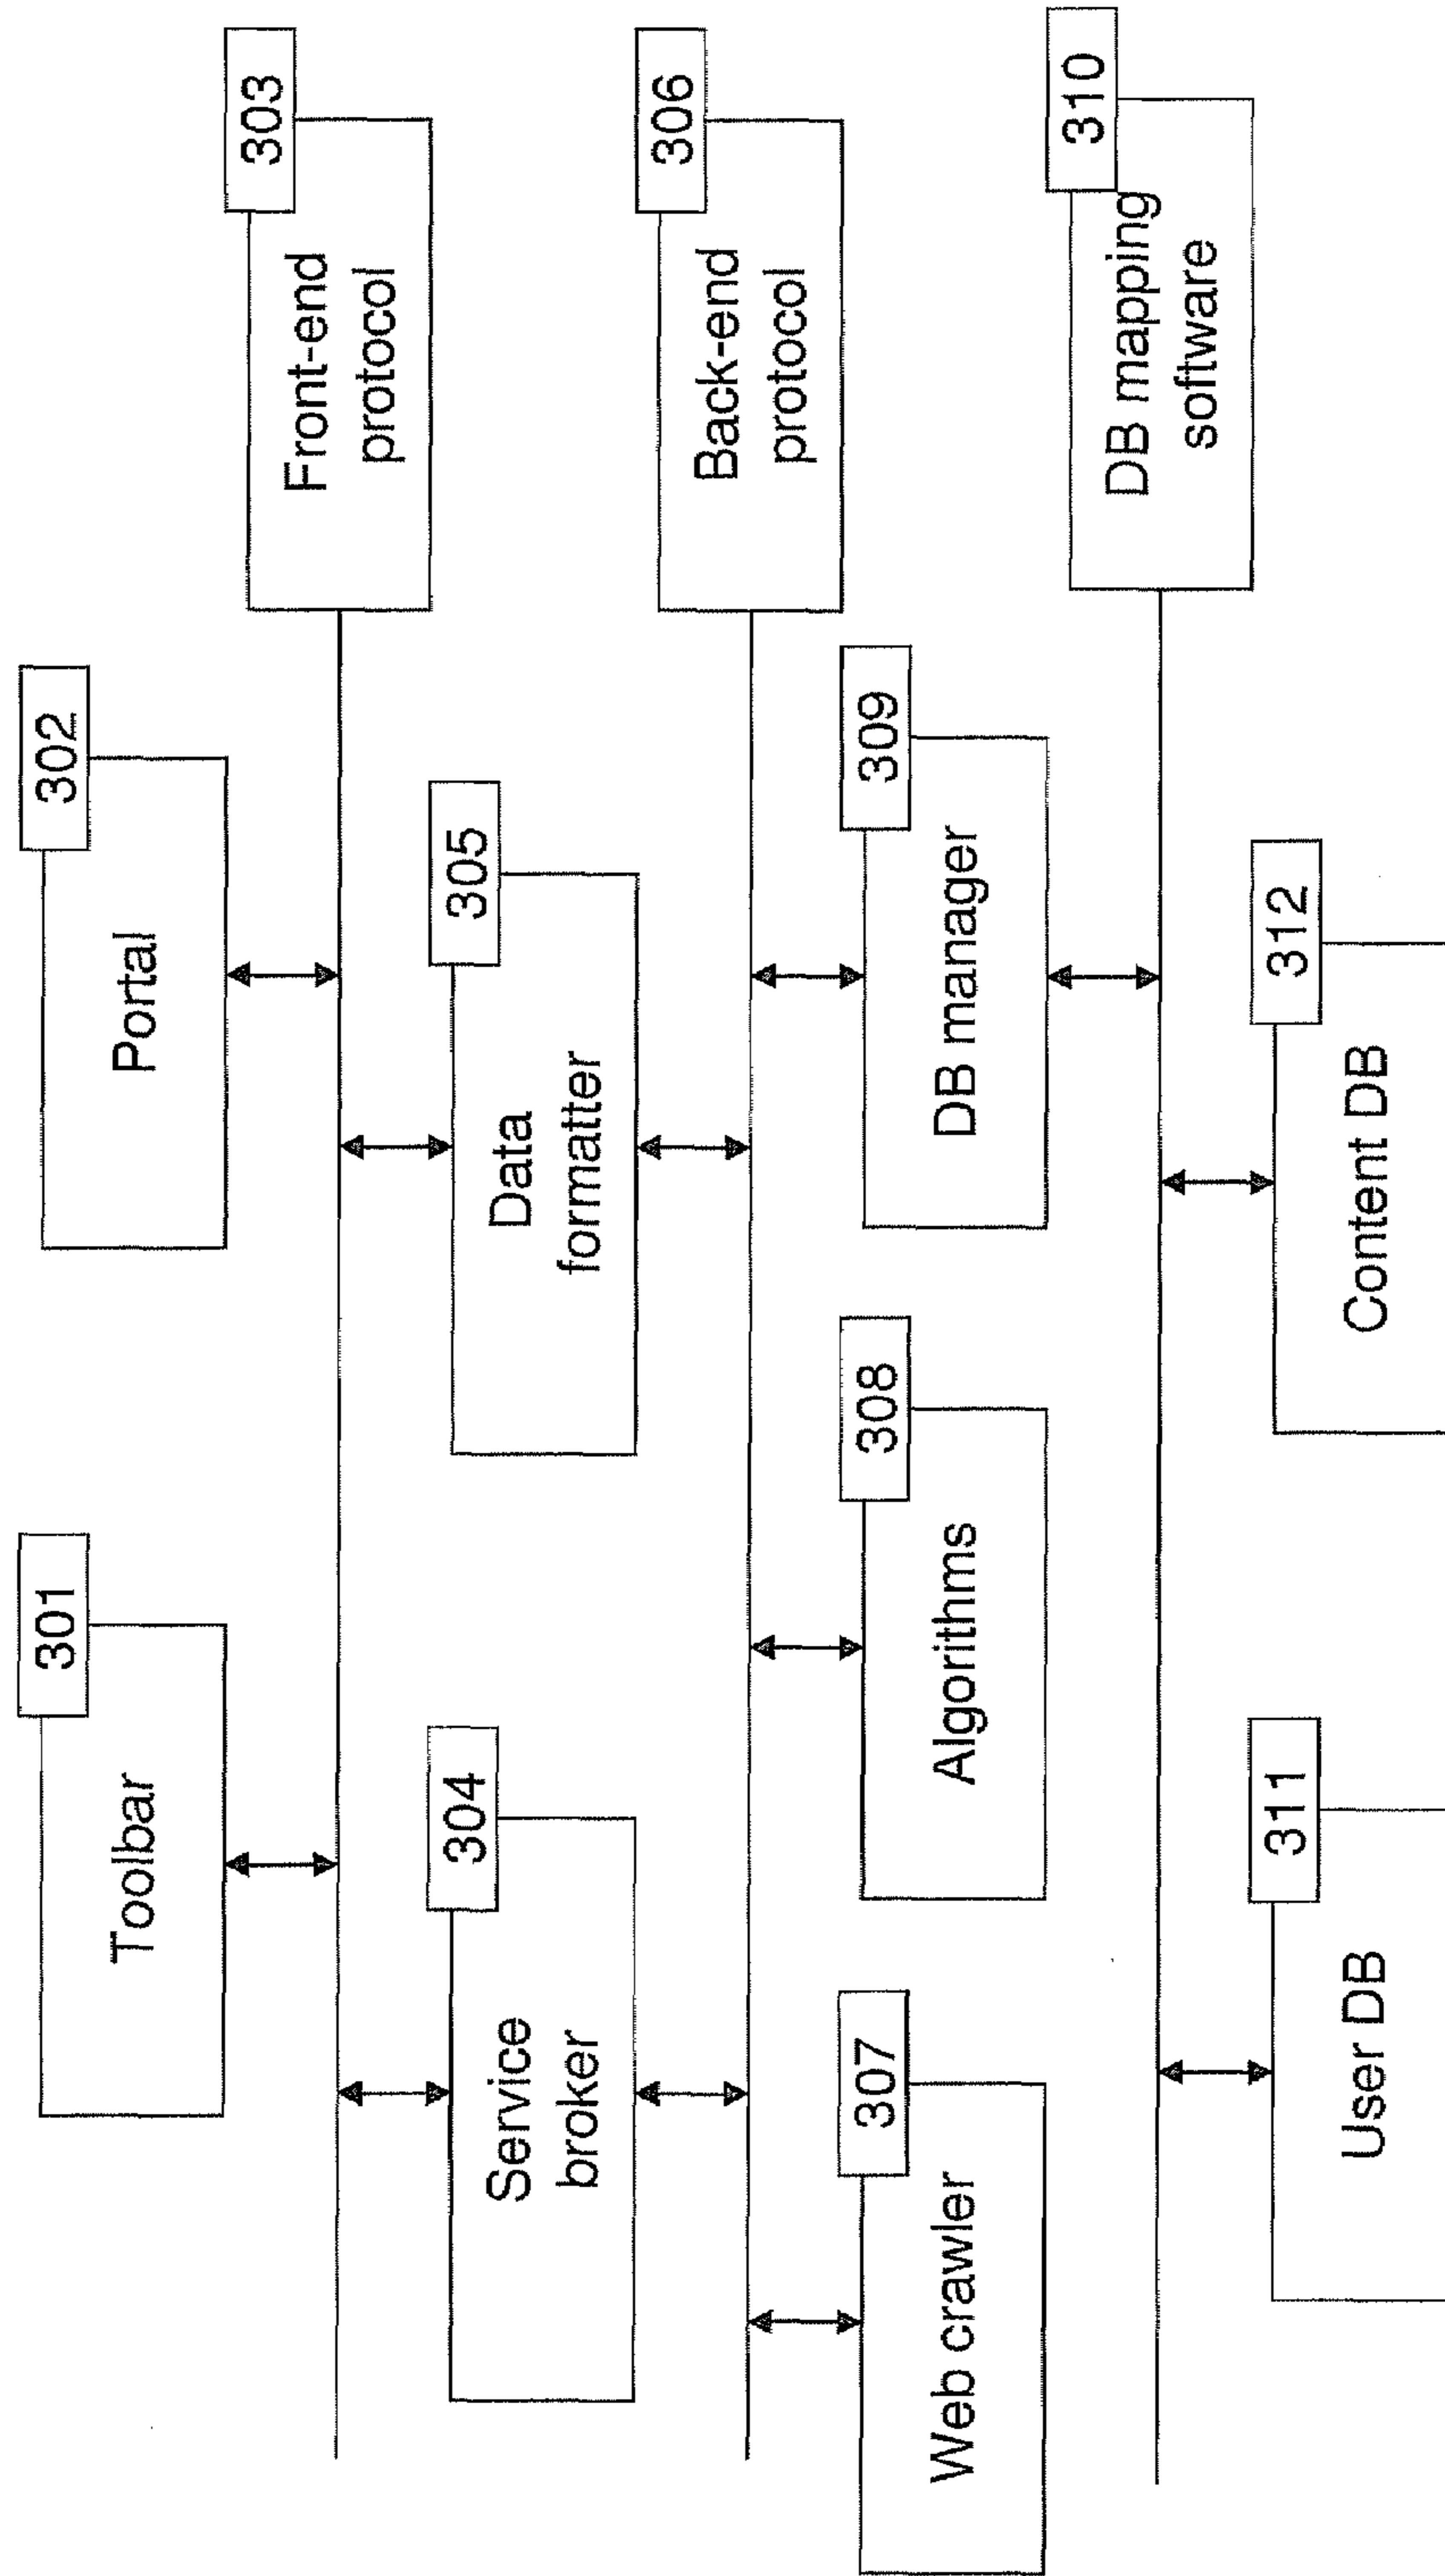 301
Toolbar
302
Portal
303
Front-end
protocol
304
Service
broker
305
Data
formatter
306
Back-end
protocol
307
Web crawler
308
Algorithms
309
DB manager
310
DB mapping
software
311
User DB
312
Content DB